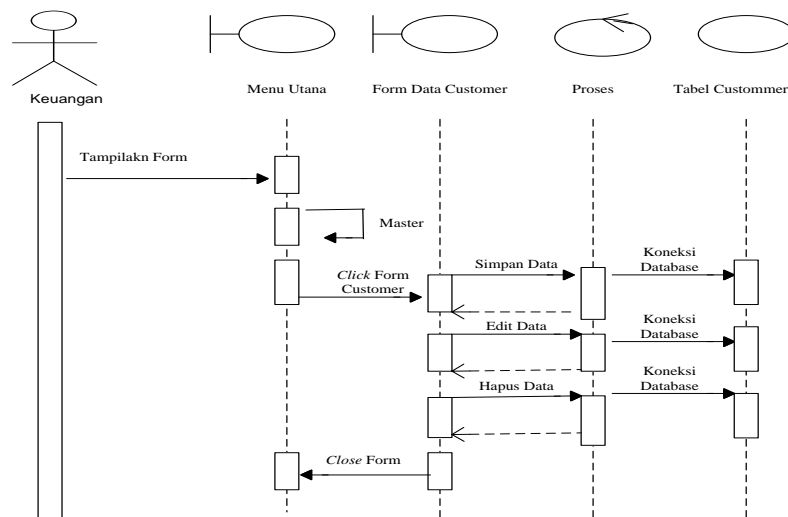 Keuangan
Menu Utana
Form Data Customer
Proses
Tabel Custommer
Tampilakn Form
Master
Click Form
Customer
Simpan Data
Koneksi
Database
Edit Data
Koneksi
Database
Hapus Data
Koneksi
Database
Close Form